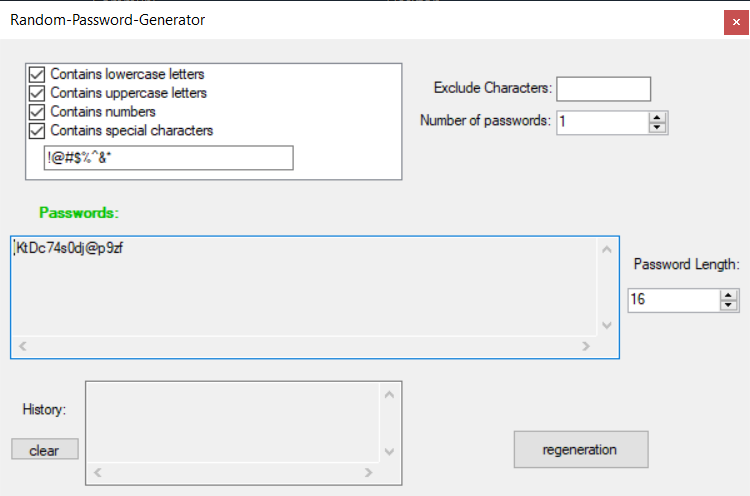 Random-Password-Generator
Contains lowercase letters
Contains uppercase letters
Contains numbers
Contains special characters
!@#$%^&*
Exclude Characters:
Number of passwords: 1
Passwords:
KtDc74s0dj@p9zf
Password Length:
16
History:
clear
regeneration